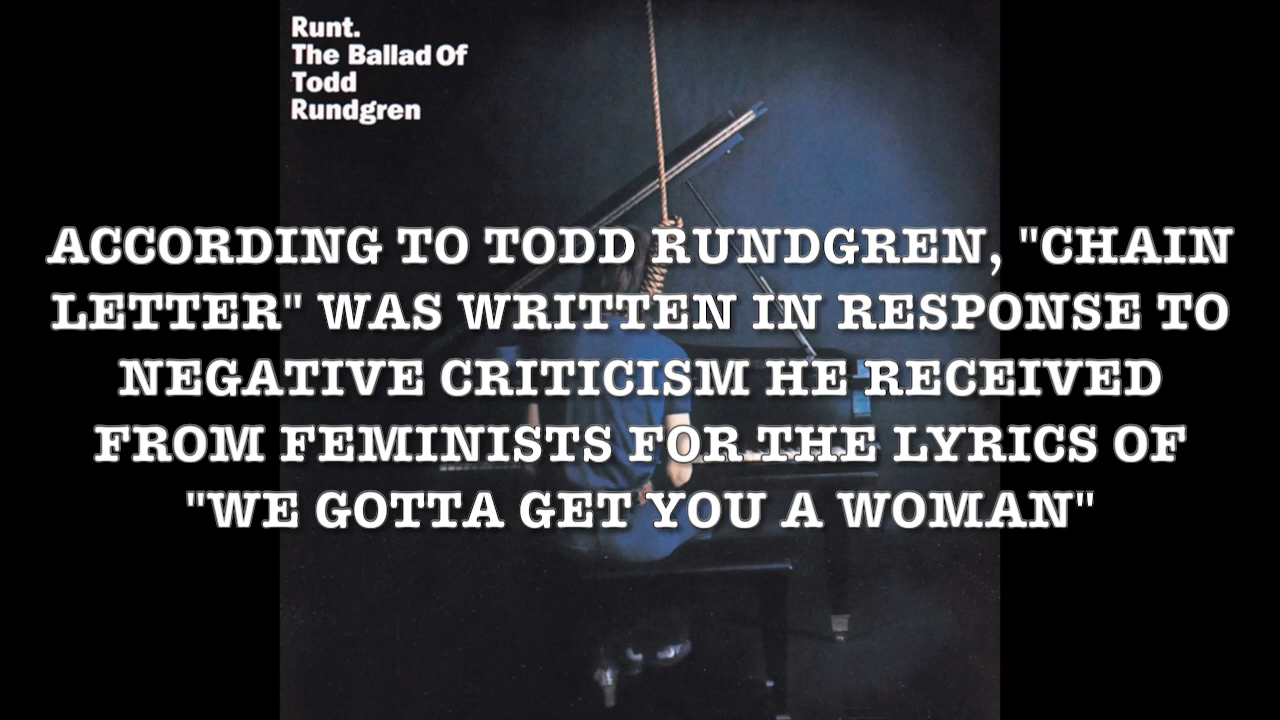 Runt.
The Ballad Of
Todd
Rundgren
ACCORDING TO TODD RUNDGREN, "CHAIN
LETTER" WAS WRITTEN IN RESPONSE TO
NEGATIVE CRITICISM HE RECEIVED
FROM FEMINISTS FOR THE LYRICS OF
"WE GOTTA GET YOU A WOMAN"